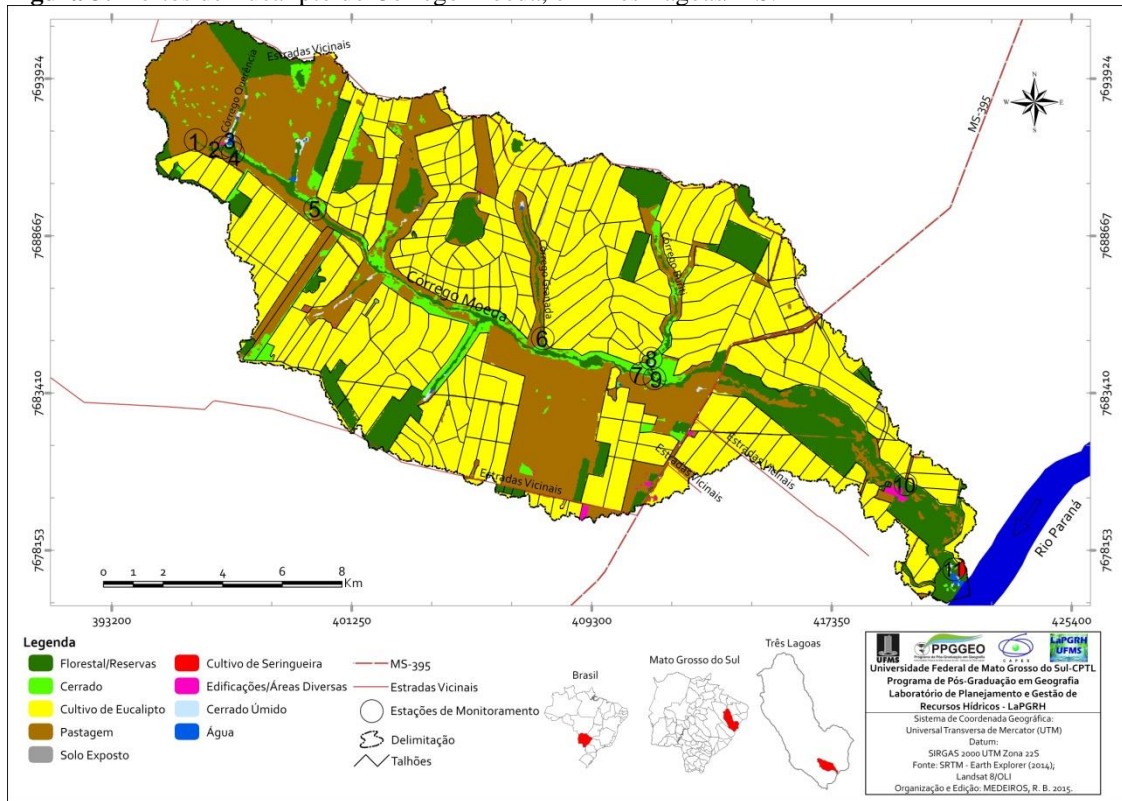 Estradas Vicinais
Córrego Querência
MS-395
N
W E
S
7693924
7693924
1
2
3
4
5
7688667
7688667
Córrego Moeda
Córrego Buriti
6
7
8
9
7683410
7683410
Estradas Vicinais
Estradas Vicinais
Estradas Vicinais
10
11
Rio Paraná
7678153
7678153
0 1 2 4 6 8
Km
393200 401250 409300 417350 425400
Legenda
Florestal/Reservas
Cerrado
Cultivo de Eucalipto
Pastagem
Solo Exposto
Cultivo de Seringueira
Edificações/Áreas Diversas
Cerrado Úmido
Água
MS-395
Estradas Vicinais
Estações de Monitoramento
Delimitação
Talhões
Brasil
Mato Grosso do Sul
Três Lagoas
UFMS
PPGGEO
CAPES
LaPGRH
UFMS
Universidade Federal de Mato Grosso do Sul-CPTL
Programa de Pós-Graduação em Geografia
Laboratório de Planejamento e Gestão de
Recursos Hídricos - LaPGRH
Sistema de Coordenada Geográfica:
Universal Transversa de Mercator (UTM)
Datum:
SIRGAS 2000 UTM Zona 22S
Fonte: SRTM - Earth Explorer (2014);
Landsat 8/OLI
Organização e Edição: MEDEIROS, R. B. 2015.